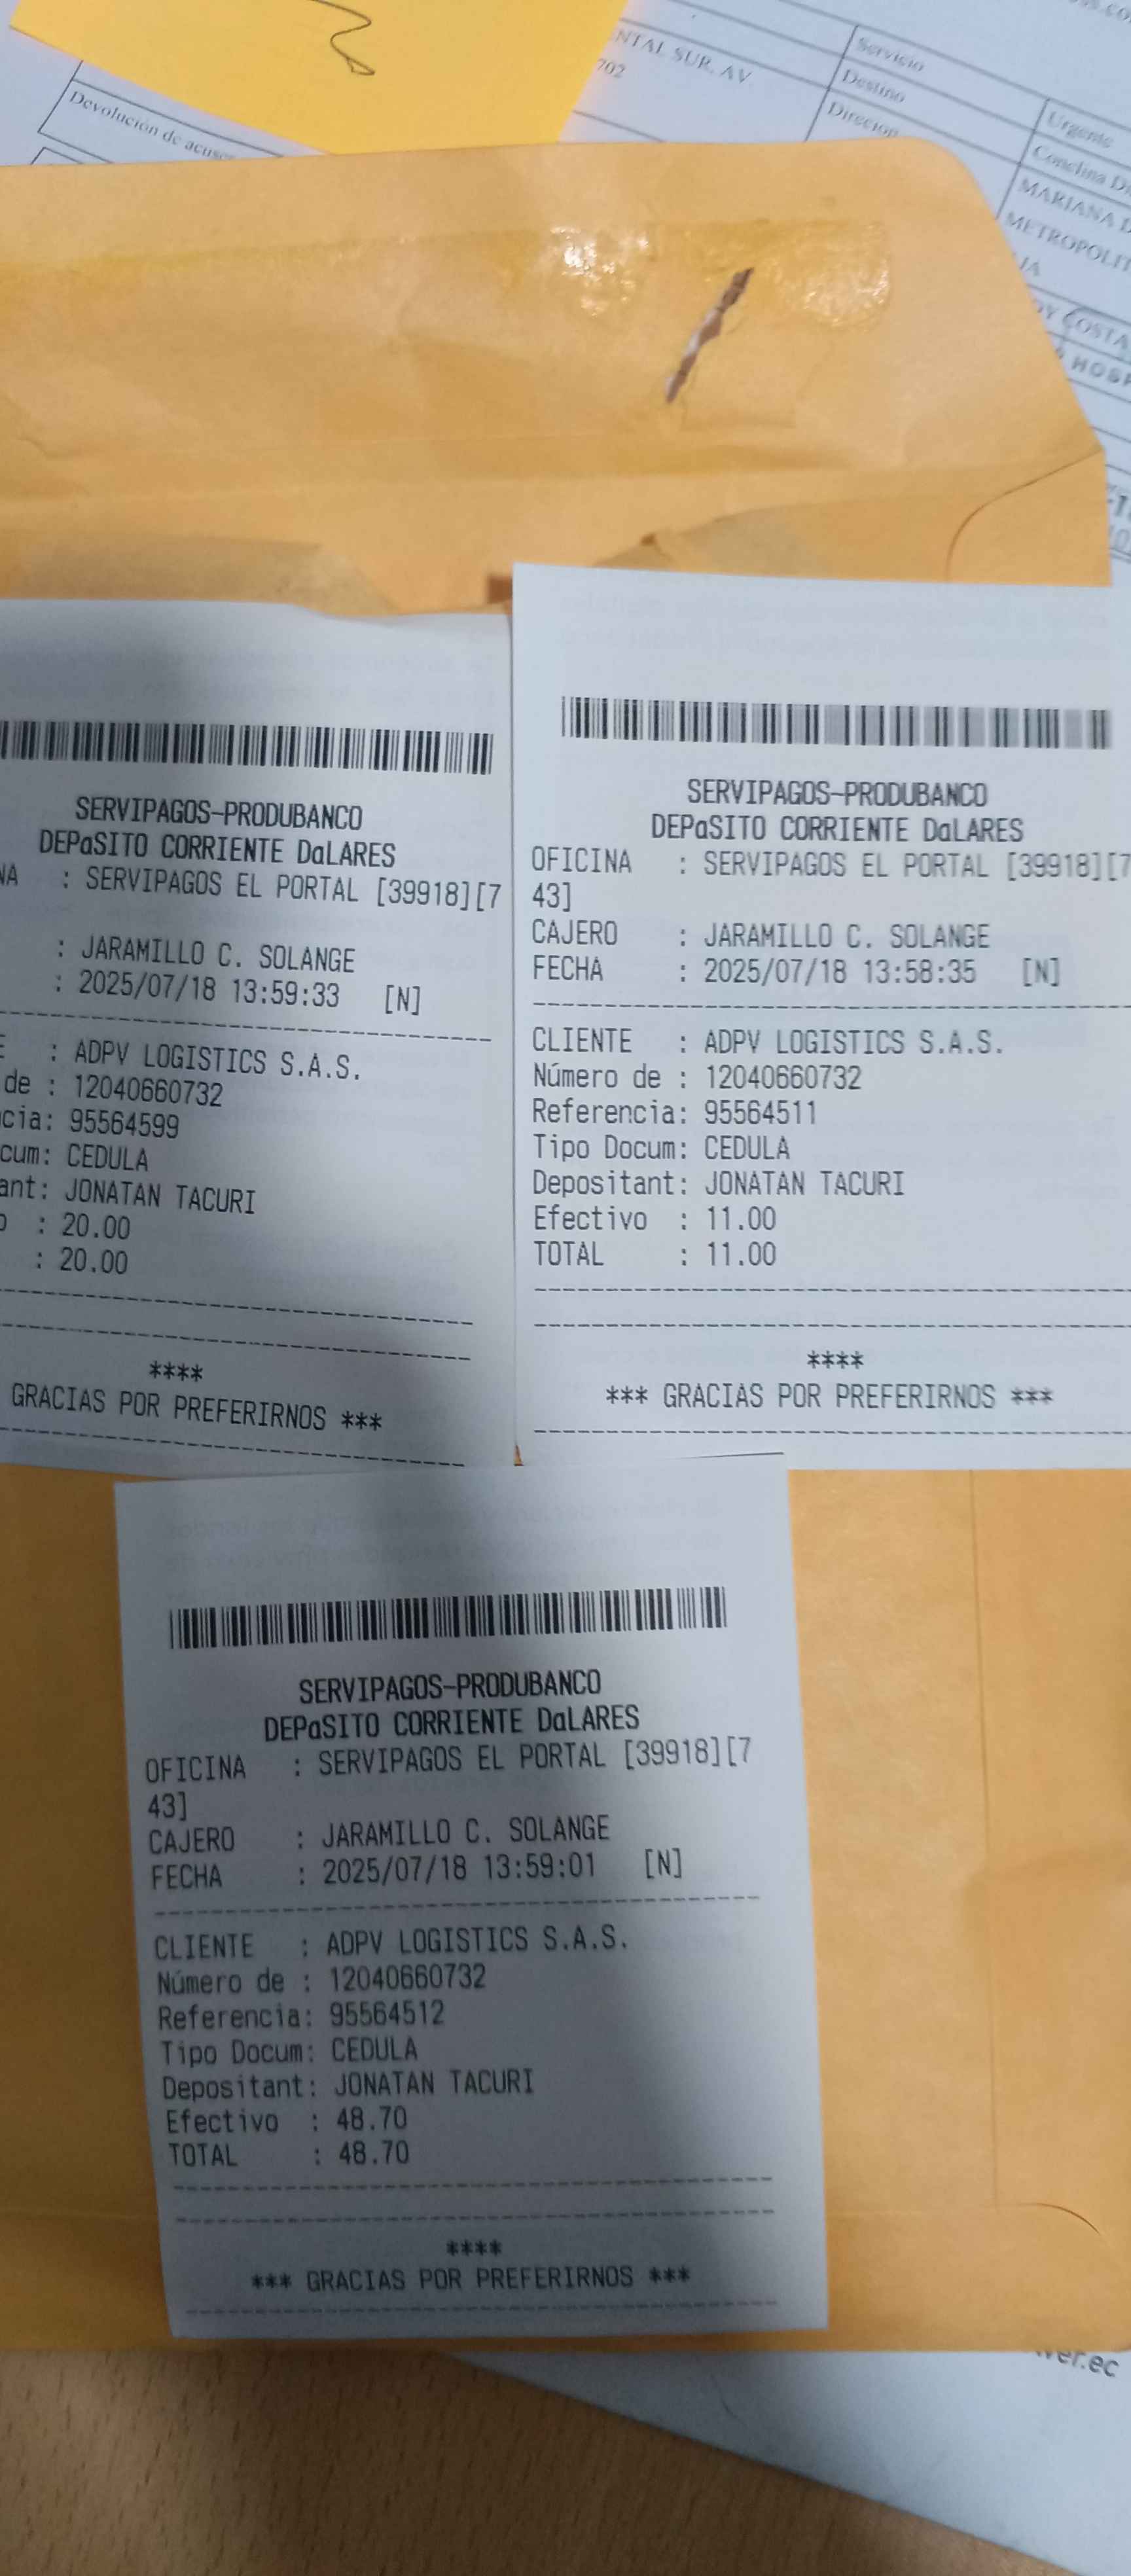 Devolución de acuse
NTAL SUR. AV
702
Servicio
Destino
Direcion
Urgente
Conclina
MARIANA D
METROPOLIT
COSTA
HOSP
SERVIPAGOS-PRODUBANCO
DEPaSITO CORRIENTE DaLARES
NA : SERVIPAGOS EL PORTAL [39918][7
: JARAMILLO C. SOLANGE
: 2025/07/18 13:59:33 [N]
E : ADPV LOGISTICS S.A.S.
de : 12040660732
cia: 95564599
cum: CEDULA
ant: JONATAN TACURI
o : 20.00
: 20.00
****
GRACIAS POR PREFERIRNOS ***
SERVIPAGOS-PRODUBANCO
DEPaSITO CORRIENTE DaLARES
OFICINA : SERVIPAGOS EL PORTAL [39918][7
43]
CAJERO : JARAMILLO C. SOLANGE
FECHA : 2025/07/18 13:58:35 [N]
CLIENTE : ADPV LOGISTICS S.A.S.
Número de : 12040660732
Referencia: 95564511
Tipo Docum: CEDULA
Depositant: JONATAN TACURI
Efectivo : 11.00
TOTAL : 11.00
****
*** GRACIAS POR PREFERIRNOS ***
SERVIPAGOS-PRODUBANCO
DEPaSITO CORRIENTE DaLARES
OFICINA : SERVIPAGOS EL PORTAL [39918][7
43]
CAJERO : JARAMILLO C. SOLANGE
FECHA : 2025/07/18 13:59:01 [N]
CLIENTE : ADPV LOGISTICS S.A.S.
Número de : 12040660732
Referencia: 95564512
Tipo Docum: CEDULA
Depositant: JONATAN TACURI
Efectivo : 48.70
TOTAL : 48.70
****
*** GRACIAS POR PREFERIRNOS ***
ver.ec